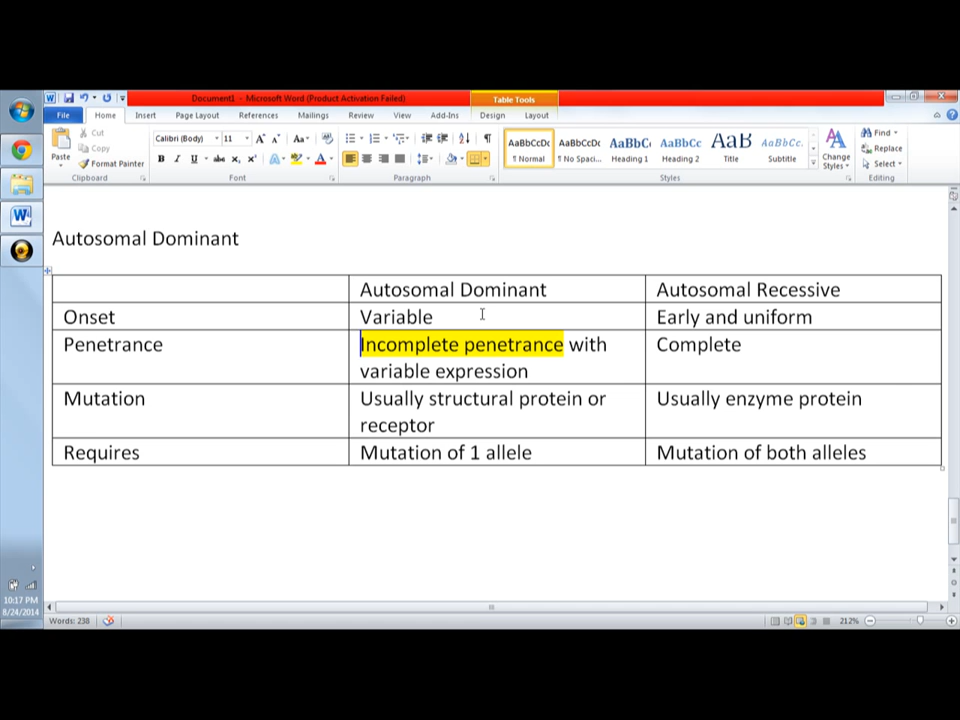 Document1 - Microsoft Word (Product Activation Failed)
Table Tools
File Home Insert Page Layout References Mailings Review View Add-Ins Design Layout
Paste
Cut
Copy
Format Painter
Calibri (Body) 11
AaBbCcDc AaBbCcDc AaBbC AaBbCc AaB AaBbCc.
¶ Normal ¶ No Spaci... Heading 1 Heading 2 Title Subtitle
Change
Styles
Find
Replace
Select
Clipboard Font Paragraph Styles Editing
Autosomal Dominant
Autosomal Dominant Autosomal Recessive
Onset Variable Early and uniform
Penetrance Incomplete penetrance with Complete
variable expression
Mutation Usually structural protein or Usually enzyme protein
receptor
Requires Mutation of 1 allele Mutation of both alleles
10:17 PM
8/24/2014
Words: 238
212%